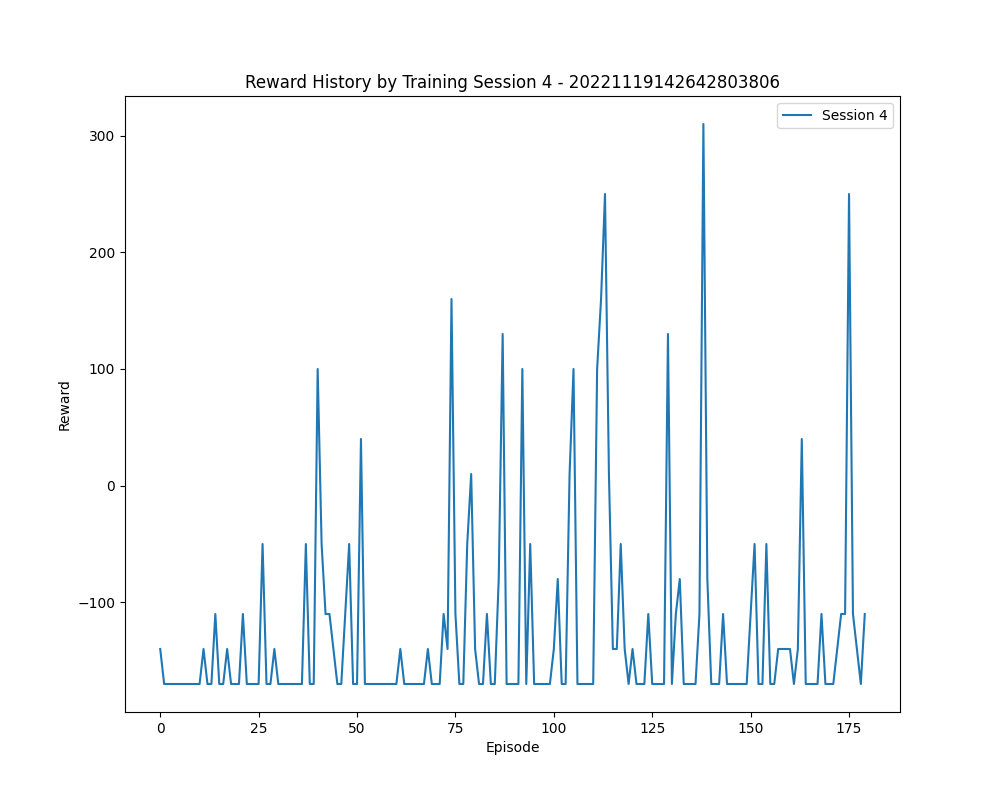 Reward History by Training Session 4 - 20221119142642803806
Session 4
300
200
100
0
−100
Reward
0 25 50 75 100 125 150 175
Episode